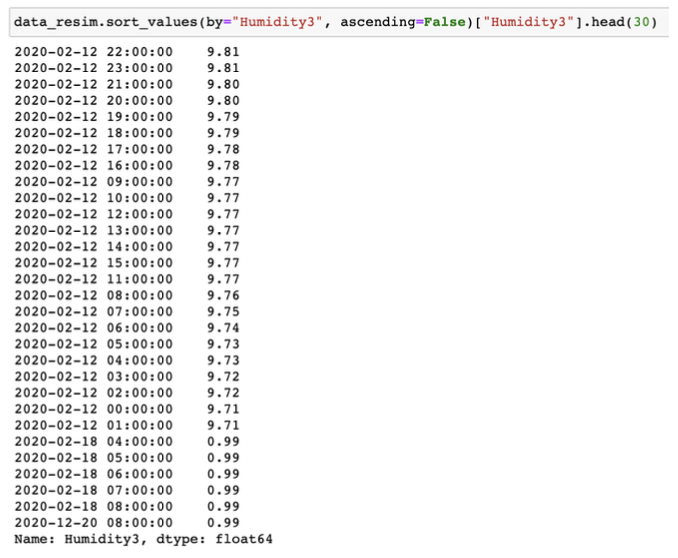 data_resim.sort_values(by="Humidity3", ascending=False)["Humidity3"].head(30)
2020-02-12 22:00:00    9.81
2020-02-12 23:00:00    9.81
2020-02-12 21:00:00    9.80
2020-02-12 20:00:00    9.80
2020-02-12 19:00:00    9.79
2020-02-12 18:00:00    9.79
2020-02-12 17:00:00    9.78
2020-02-12 16:00:00    9.78
2020-02-12 09:00:00    9.77
2020-02-12 10:00:00    9.77
2020-02-12 12:00:00    9.77
2020-02-12 13:00:00    9.77
2020-02-12 14:00:00    9.77
2020-02-12 15:00:00    9.77
2020-02-12 11:00:00    9.77
2020-02-12 08:00:00    9.76
2020-02-12 07:00:00    9.75
2020-02-12 06:00:00    9.74
2020-02-12 05:00:00    9.73
2020-02-12 04:00:00    9.73
2020-02-12 03:00:00    9.72
2020-02-12 02:00:00    9.72
2020-02-12 00:00:00    9.71
2020-02-12 01:00:00    9.71
2020-02-18 04:00:00    0.99
2020-02-18 05:00:00    0.99
2020-02-18 06:00:00    0.99
2020-02-18 07:00:00    0.99
2020-02-18 08:00:00    0.99
2020-12-20 08:00:00    0.99
Name: Humidity3, dtype: float64